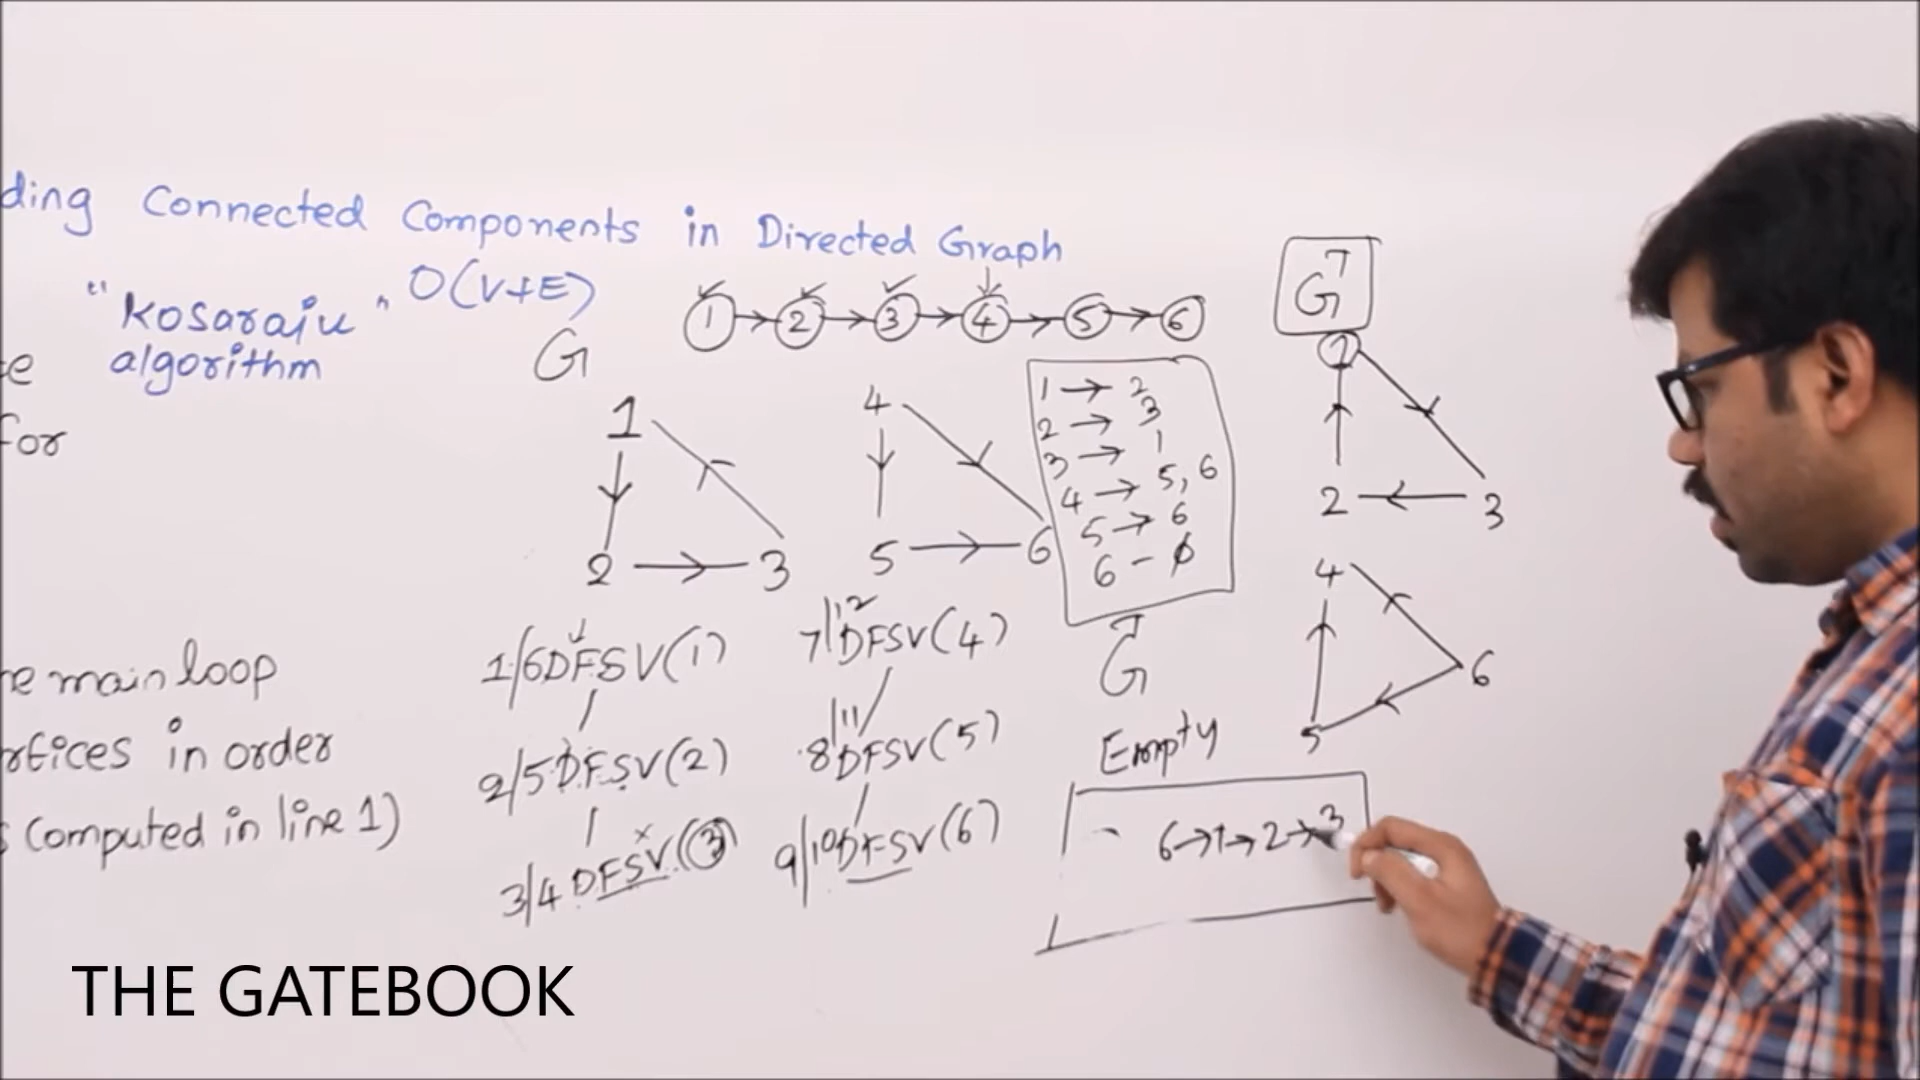 ding Connected Components in Directed Graph
"Kosaraju" O(V+E)
algorithm
for
G
1 → 2 → 3 → 4 → 5 → 6
1
2 → 3
4
5 → 6
1 → 2
2 → 3
3 → 1
4 → 5, 6
5 → 6
6 - ∅
G^T
1
2 3
4
6
5
main loop
in order
computed in line 1)
1/6 DFSV(1)
2/5 DFSV(2)
3/4 DFSV(3)
7/12 DFSV(4)
8/11 DFSV(5)
9/10 DFSV(6)
G^T
Empty
6→1→2→3
THE GATEBOOK